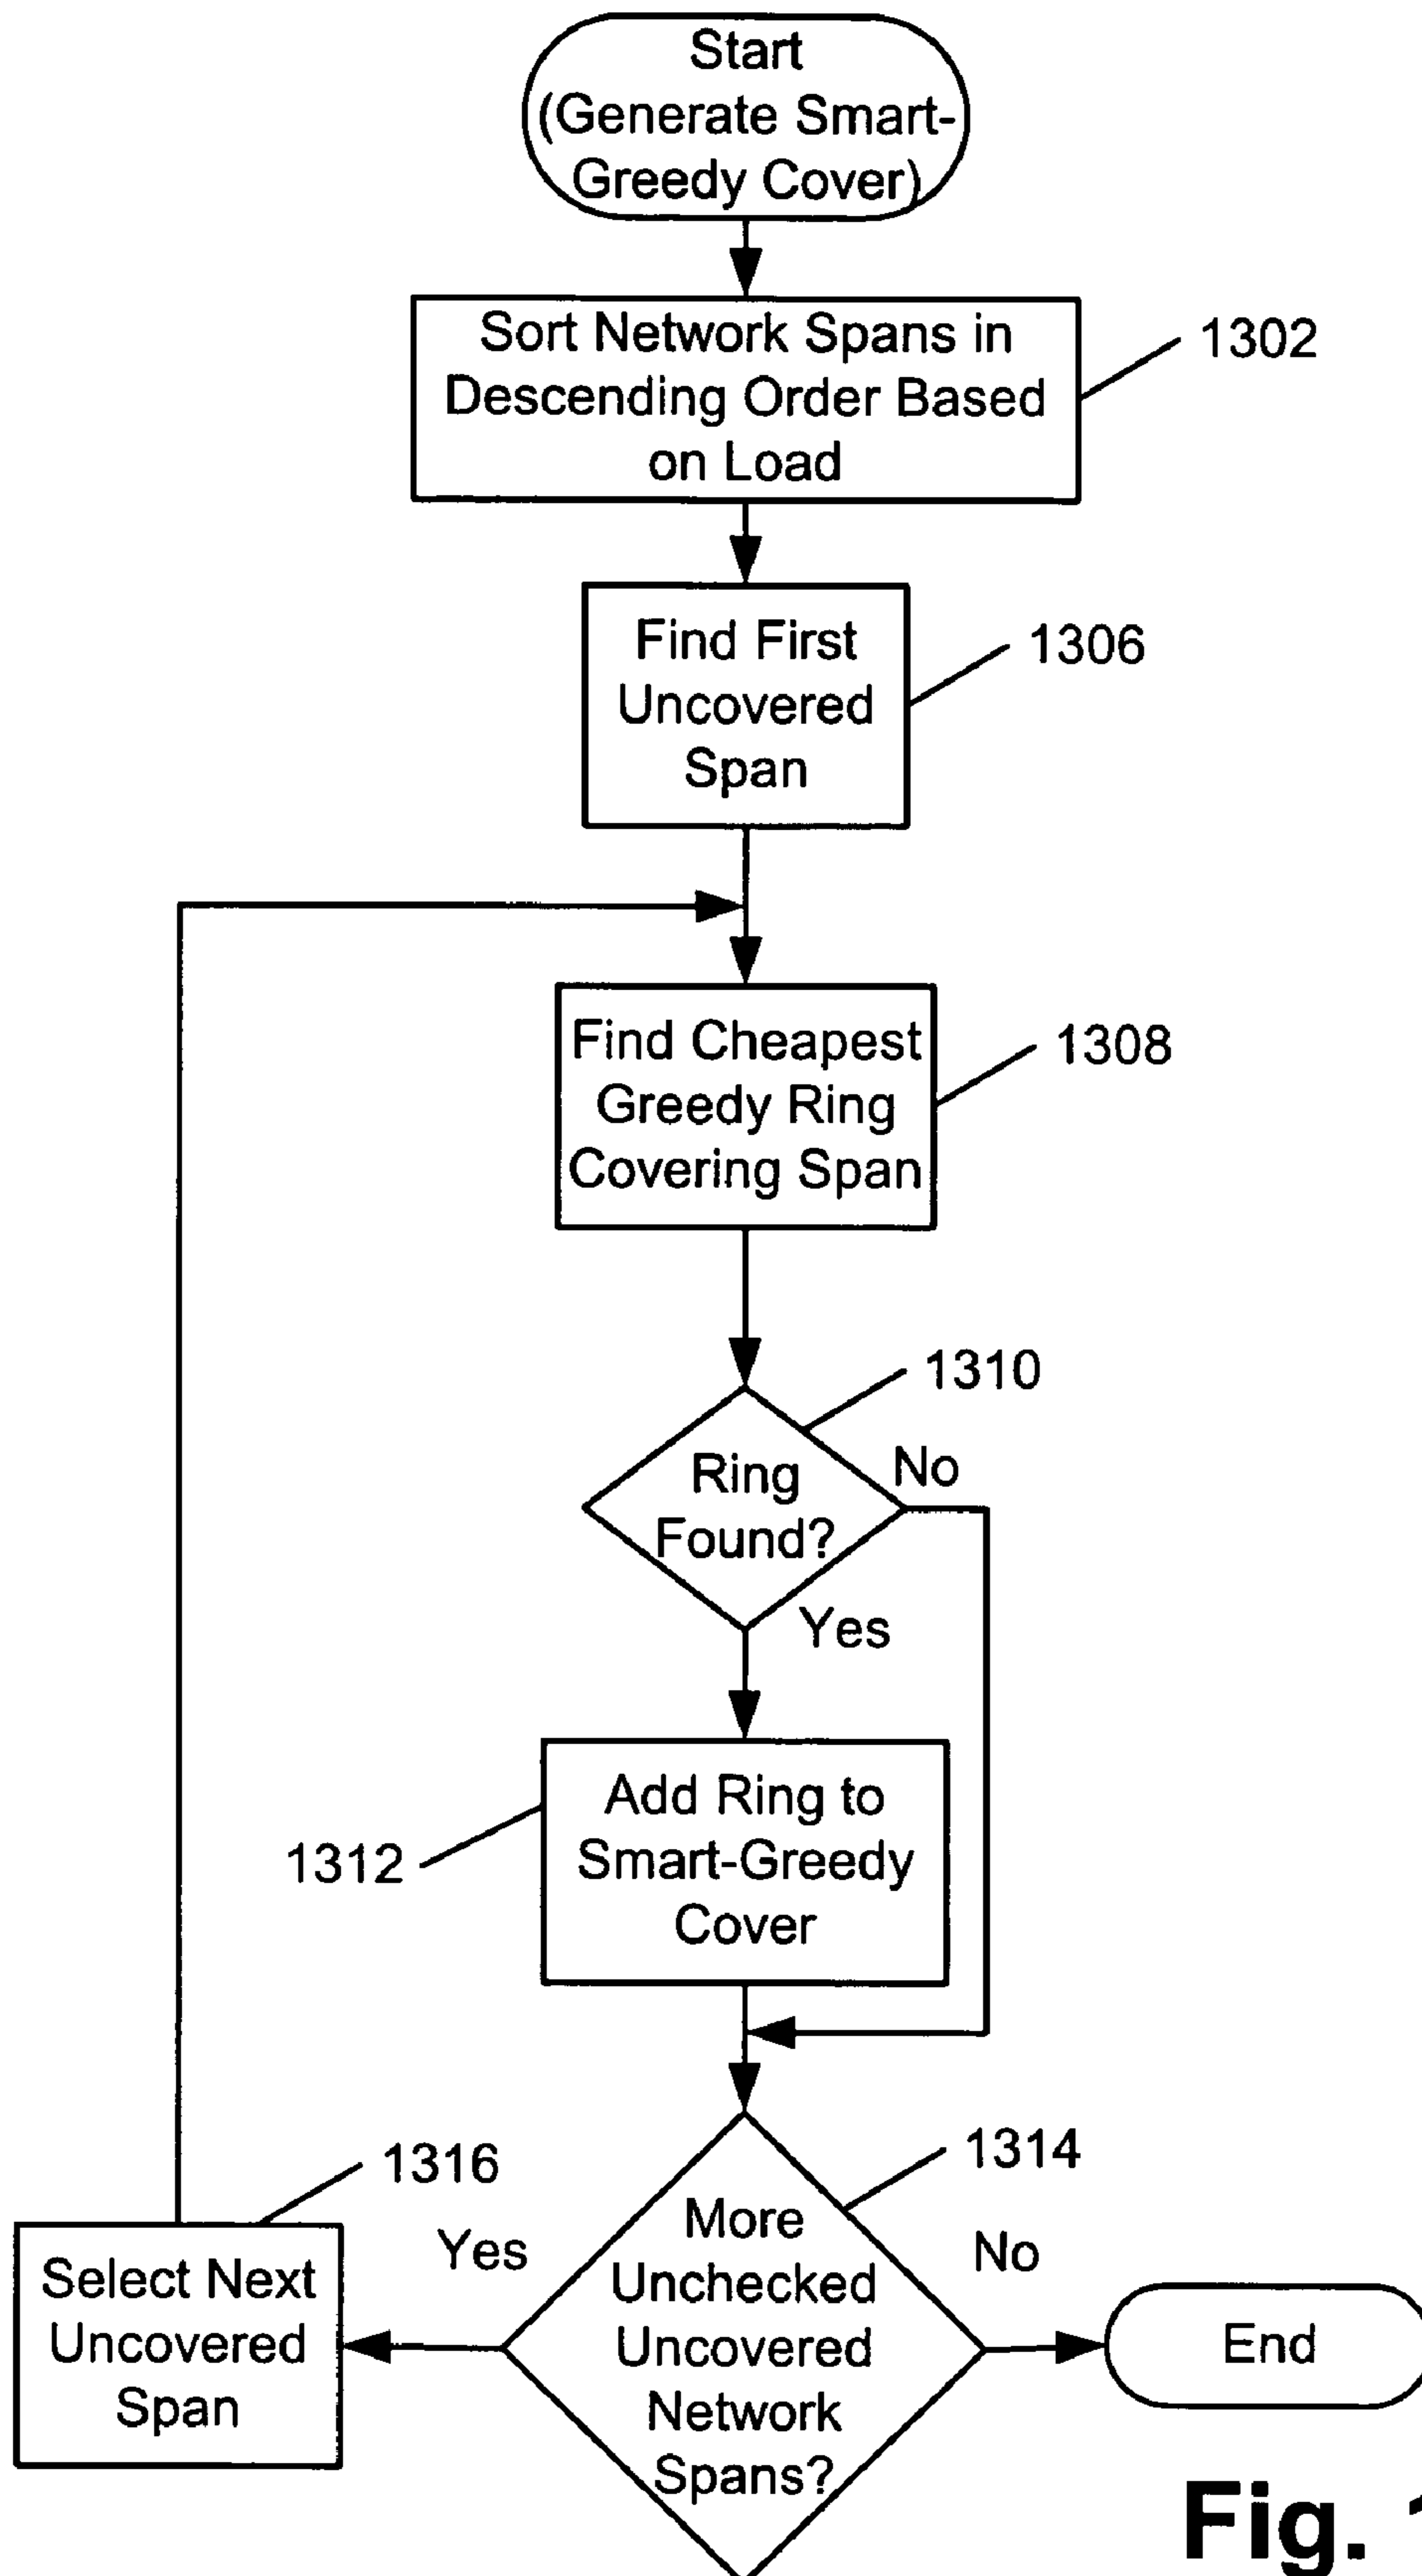 Start
(Generate Smart-
Greedy Cover)
Sort Network Spans in
Descending Order Based
on Load
1302
Find First
Uncovered
Span
1306
Find Cheapest
Greedy Ring
Covering Span
1308
1310
Ring
Found?
No
Yes
Add Ring to
Smart-Greedy
Cover
1312
1314
More
Unchecked
Uncovered
Network
Spans?
Yes
No
1316
Select Next
Uncovered
Span
End
Fig.